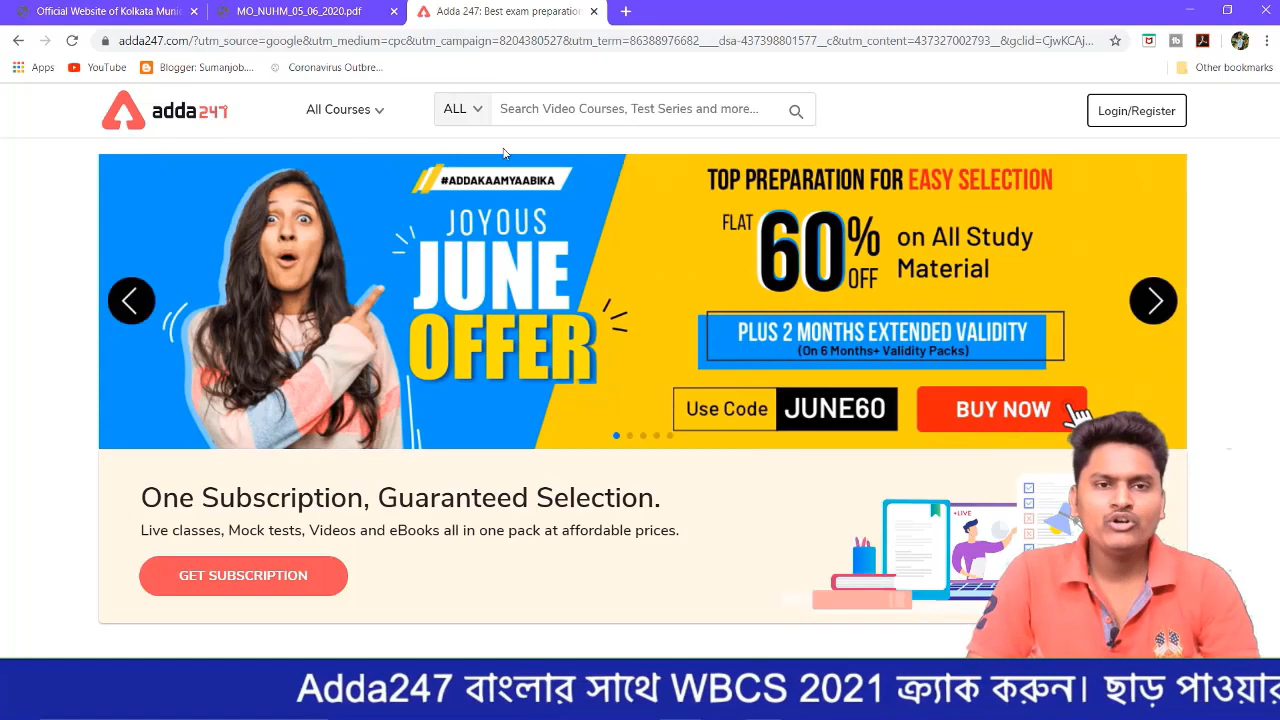 Official Website of Kolkata Munic
MO_NUHM_05_06_2020.pdf
Adda 247: Best exam preparation
adda247.com/?utm_source=google&utm_medium=cpc&utm_campaign=8204380527&utm_term=86388976682___dsa-437398801577__c&utm_content=437327002793__&gclid=CjwKCAj...
Apps
YouTube
Blogger: Sumanjob....
Coronavirus Outbre...
Other bookmarks
adda247
All Courses
ALL
Search Video Courses, Test Series and more...
Login/Register
#ADDAKAAMYAABIKA
JOYOUS
JUNE
OFFER
TOP PREPARATION FOR EASY SELECTION
FLAT 60% OFF
on All Study
Material
PLUS 2 MONTHS EXTENDED VALIDITY
(On 6 Months+ Validity Packs)
Use Code JUNE60
BUY NOW
One Subscription, Guaranteed Selection.
Live classes, Mock tests, Videos and eBooks all in one pack at affordable prices.
•LIVE
GET SUBSCRIPTION
Adda247 বাংলার সাথে WBCS 2021 ক্র্যাক করুন। ছাড় পাওয়ার